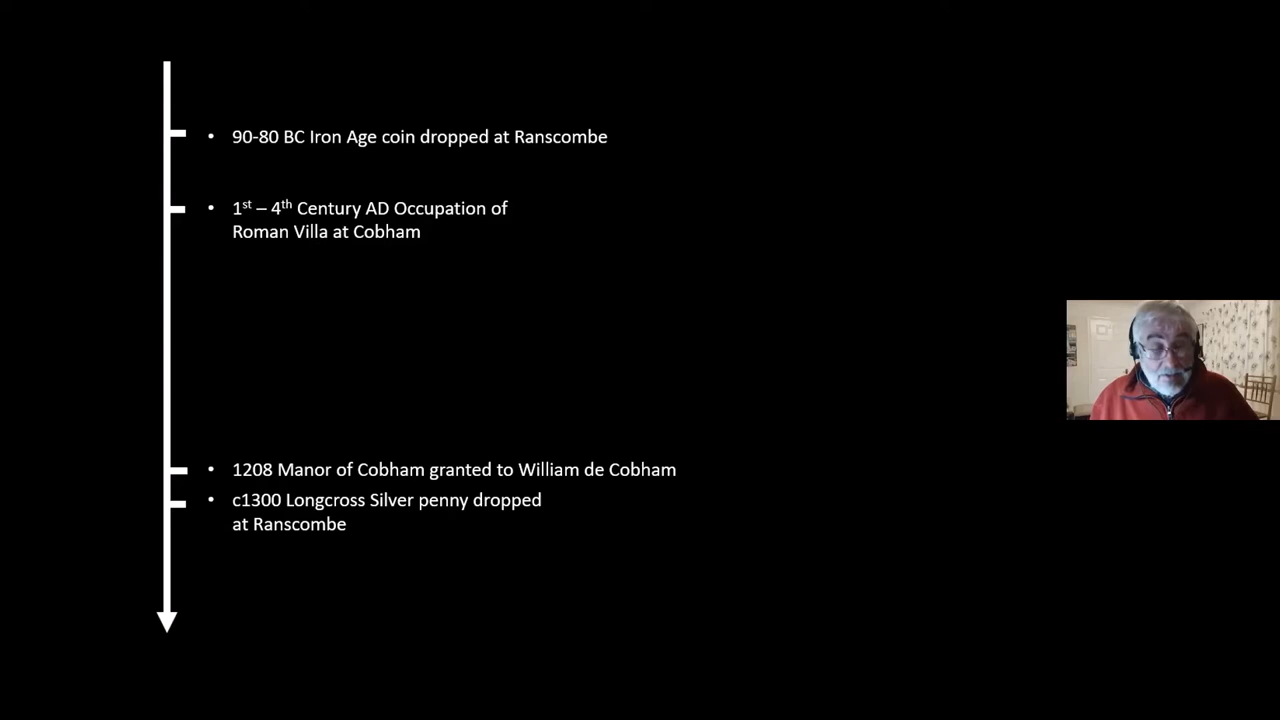 • 90-80 BC Iron Age coin dropped at Ranscombe
• 1st – 4th Century AD Occupation of
Roman Villa at Cobham
• 1208 Manor of Cobham granted to William de Cobham
• c1300 Longcross Silver penny dropped
at Ranscombe